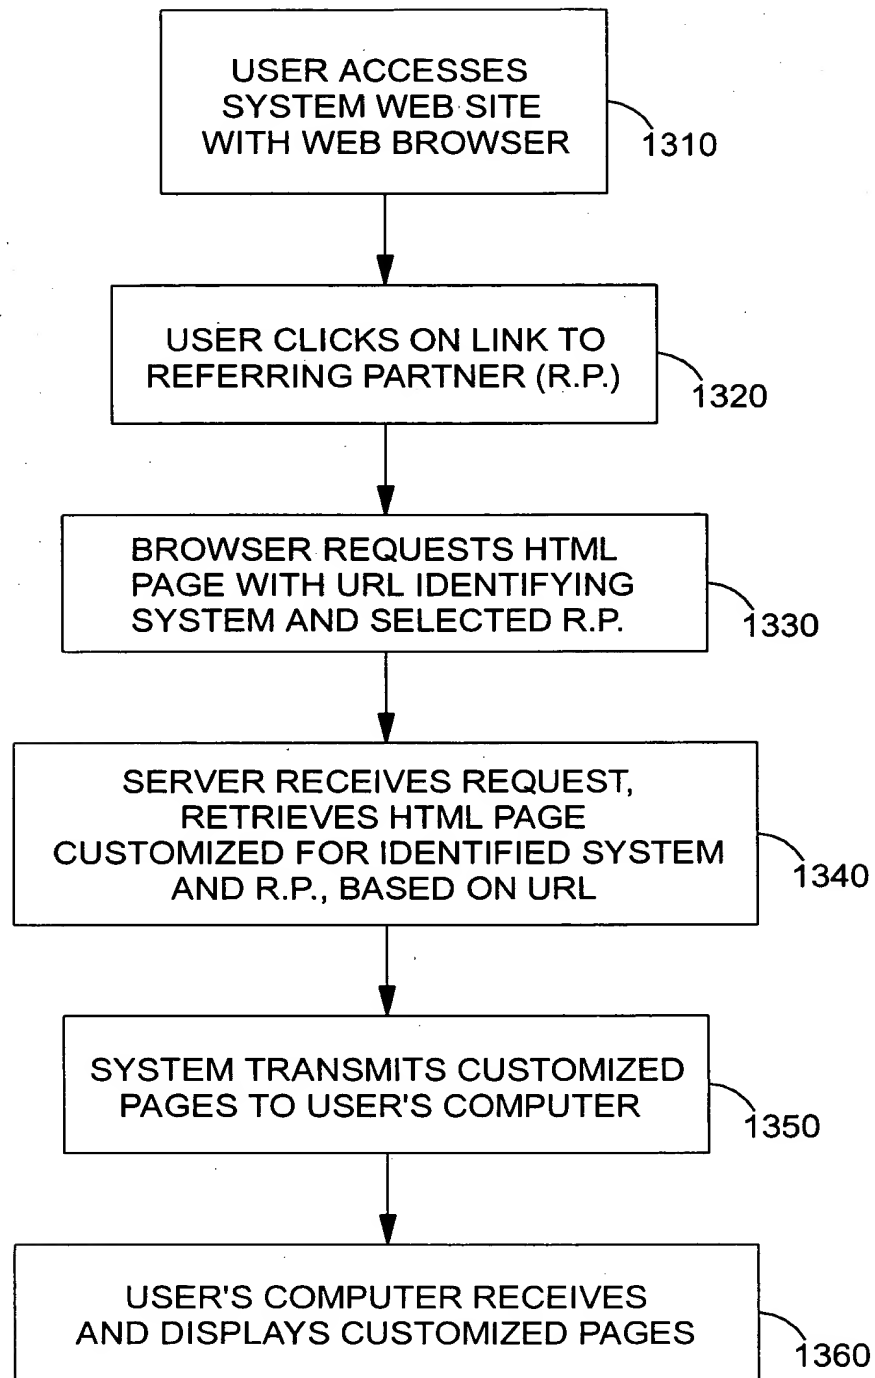 USER ACCESSES
SYSTEM WEB SITE
WITH WEB BROWSER
1310
USER CLICKS ON LINK TO
REFERRING PARTNER (R.P.)
1320
BROWSER REQUESTS HTML
PAGE WITH URL IDENTIFYING
SYSTEM AND SELECTED R.P.
1330
SERVER RECEIVES REQUEST,
RETRIEVES HTML PAGE
CUSTOMIZED FOR IDENTIFIED SYSTEM
AND R.P., BASED ON URL
1340
SYSTEM TRANSMITS CUSTOMIZED
PAGES TO USER'S COMPUTER
1350
USER'S COMPUTER RECEIVES
AND DISPLAYS CUSTOMIZED PAGES
1360